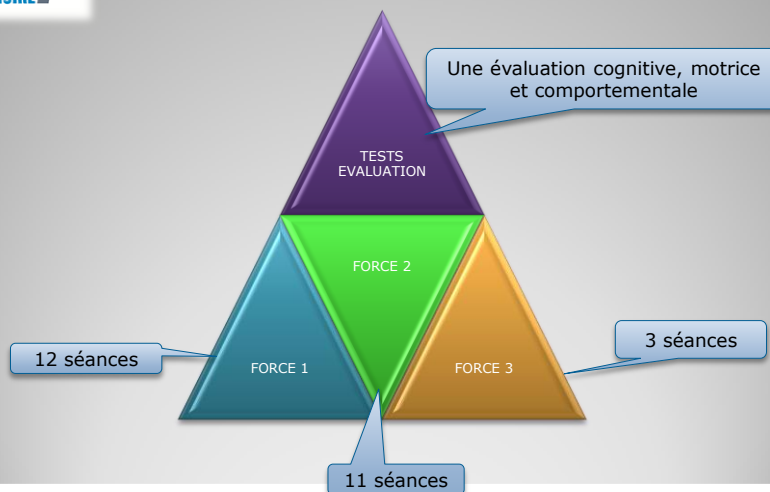 Une évaluation cognitive, motrice
et comportementale
TESTS
EVALUATION
FORCE 2
12 séances
FORCE 1
FORCE 3
3 séances
11 séances